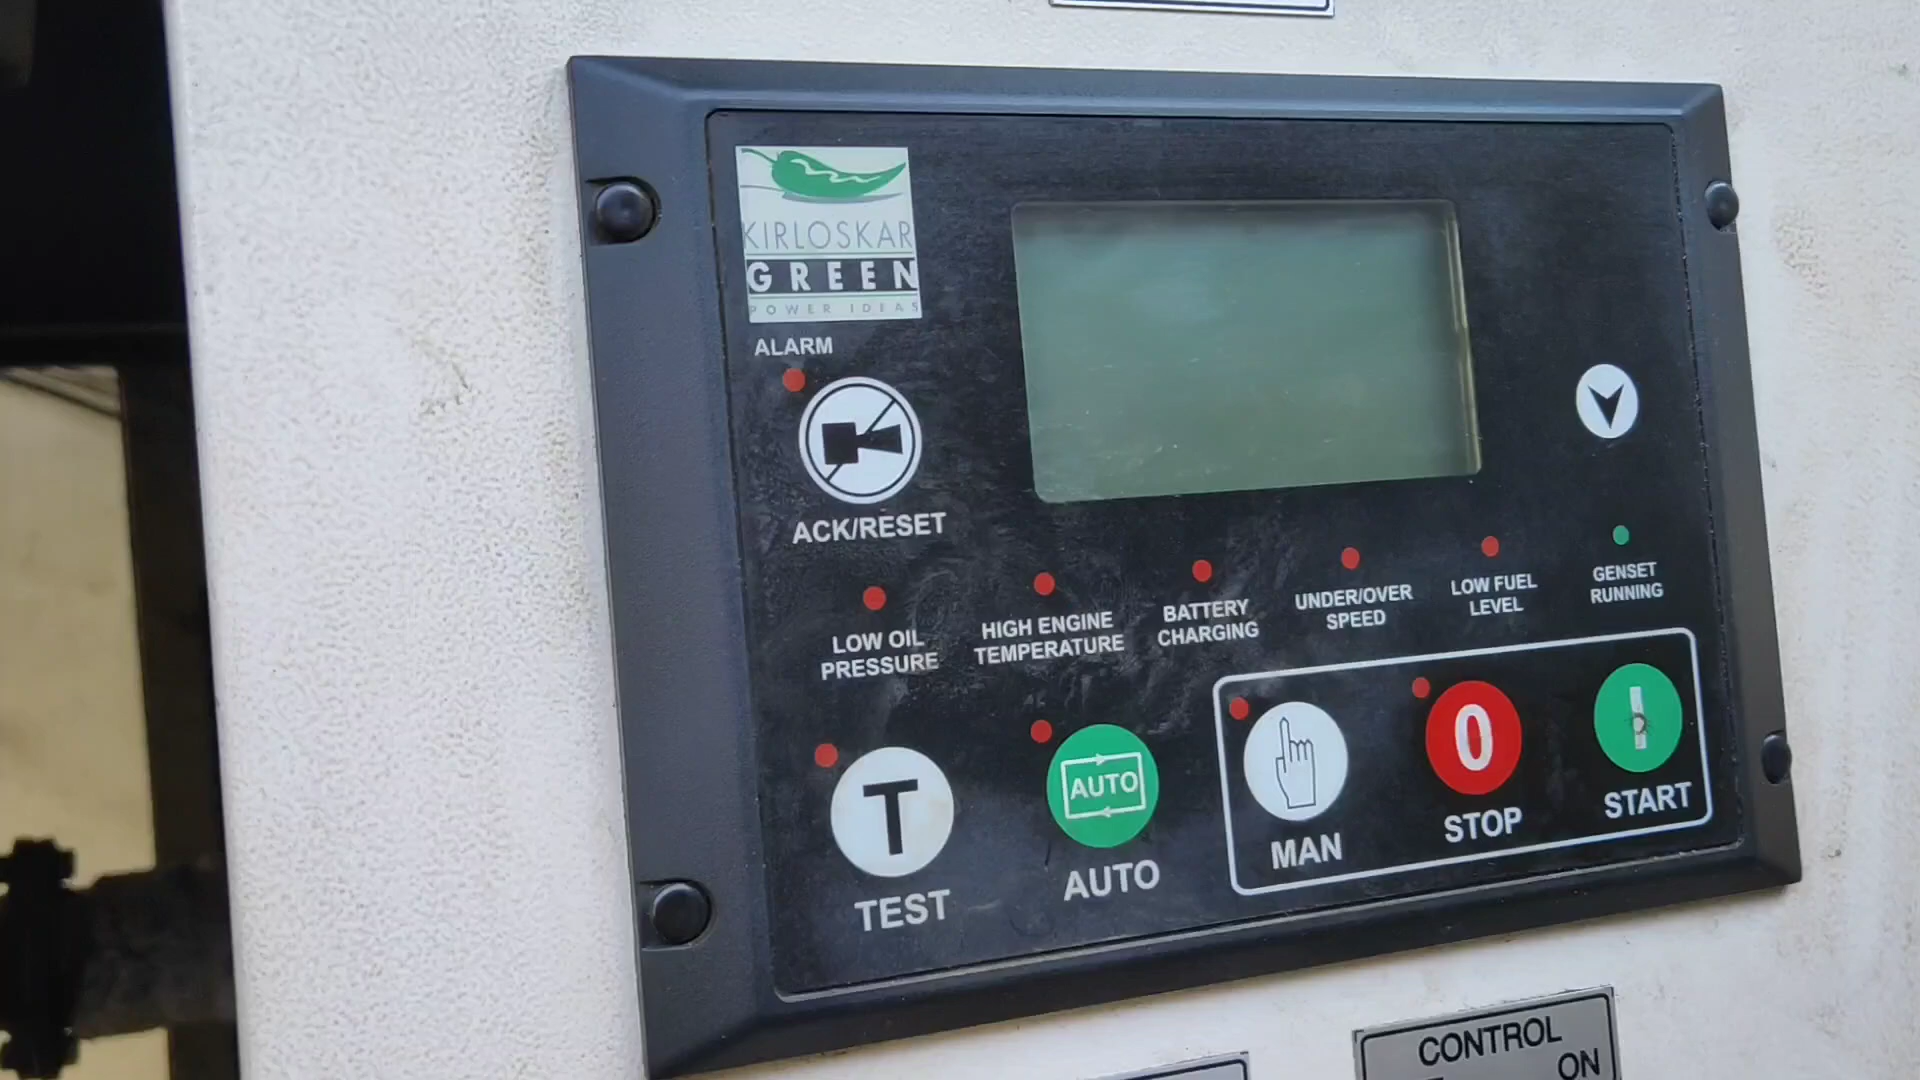 KIRLOSKAR
GREEN
POWER IDEAS
ALARM
ACK/RESET
LOW OIL
PRESSURE
HIGH ENGINE
TEMPERATURE
BATTERY
CHARGING
UNDER/OVER
SPEED
LOW FUEL
LEVEL
GENSET
RUNNING
T
TEST
AUTO
AUTO
MAN
0
STOP
I
START
CONTROL
ON